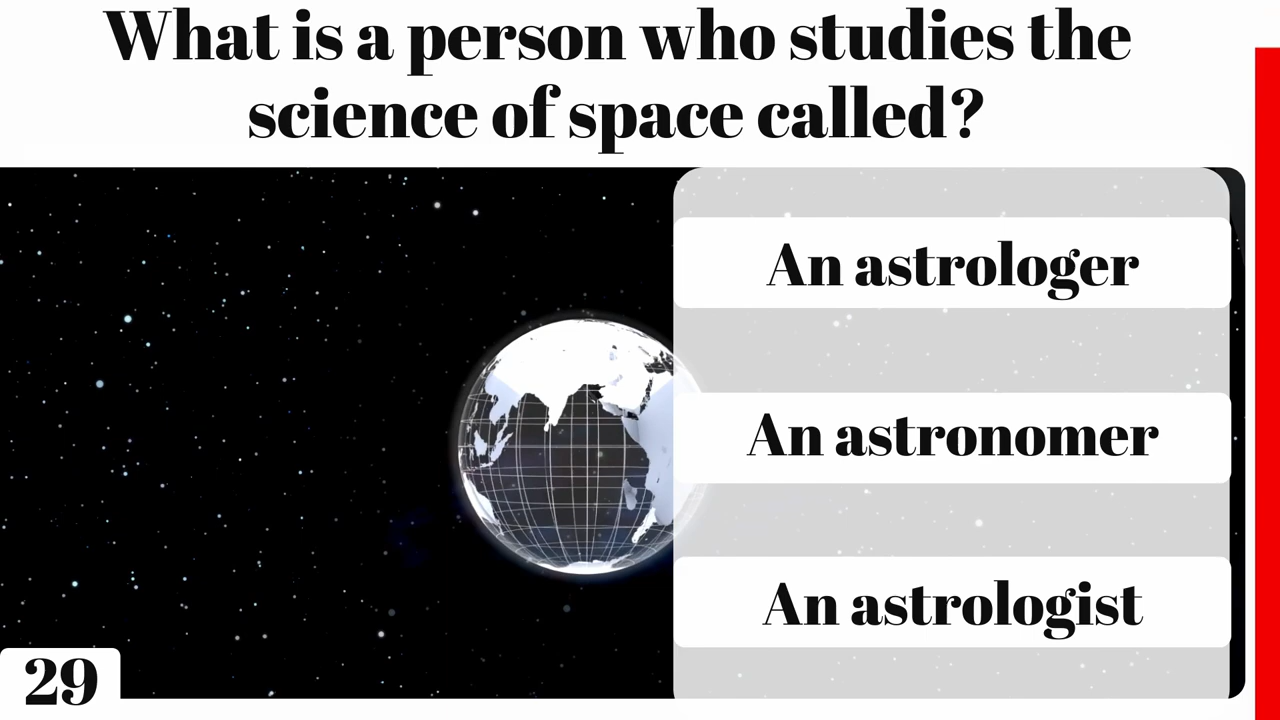 What is a person who studies the
science of space called?
An astrologer
An astronomer
An astrologist
29